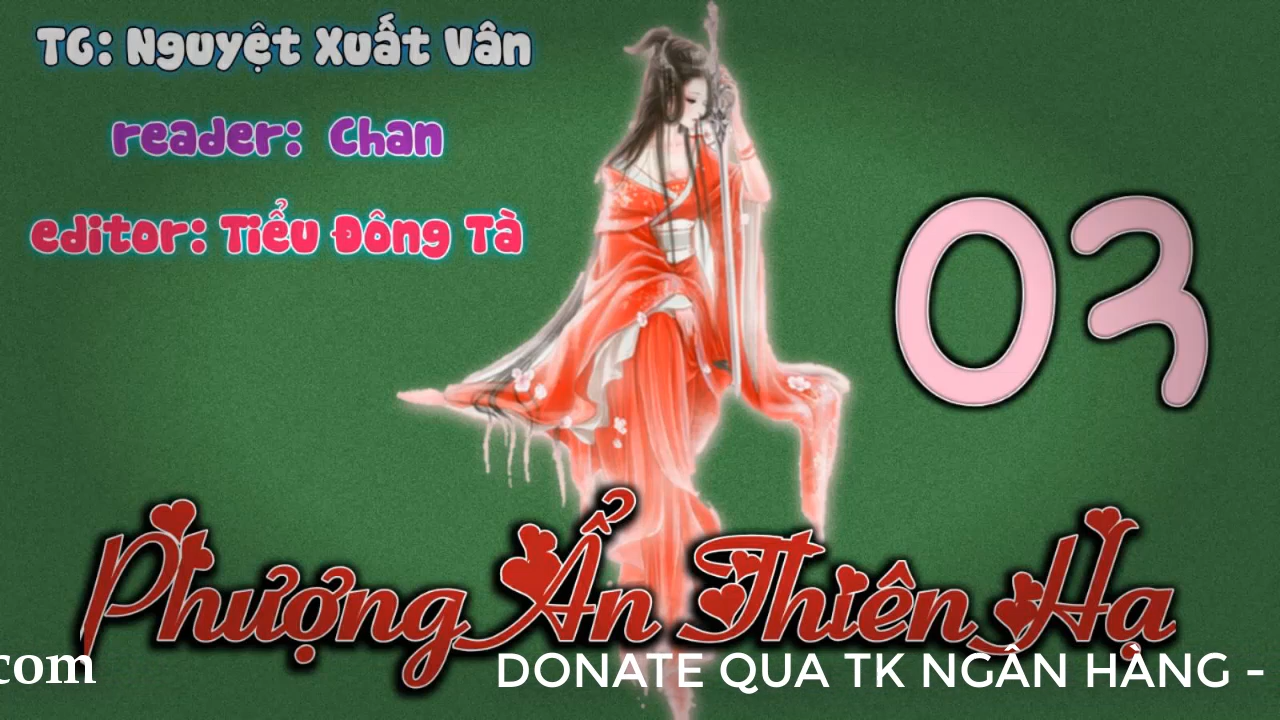 TG: Nguyệt Xuất Vân
reader: Chan
editor: Tiểu Đông Tà
03
Phượng Ẩn Thiên Hạ
.com
DONATE QUA TK NGÂN HÀNG -